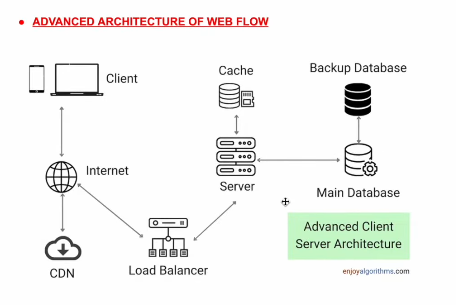 ADVANCED ARCHITECTURE OF WEB FLOW
Client
Cache
Backup Database
Internet
Server
Main Database
CDN
Load Balancer
Advanced Client
Server Architecture
enjoyalgorithms.com